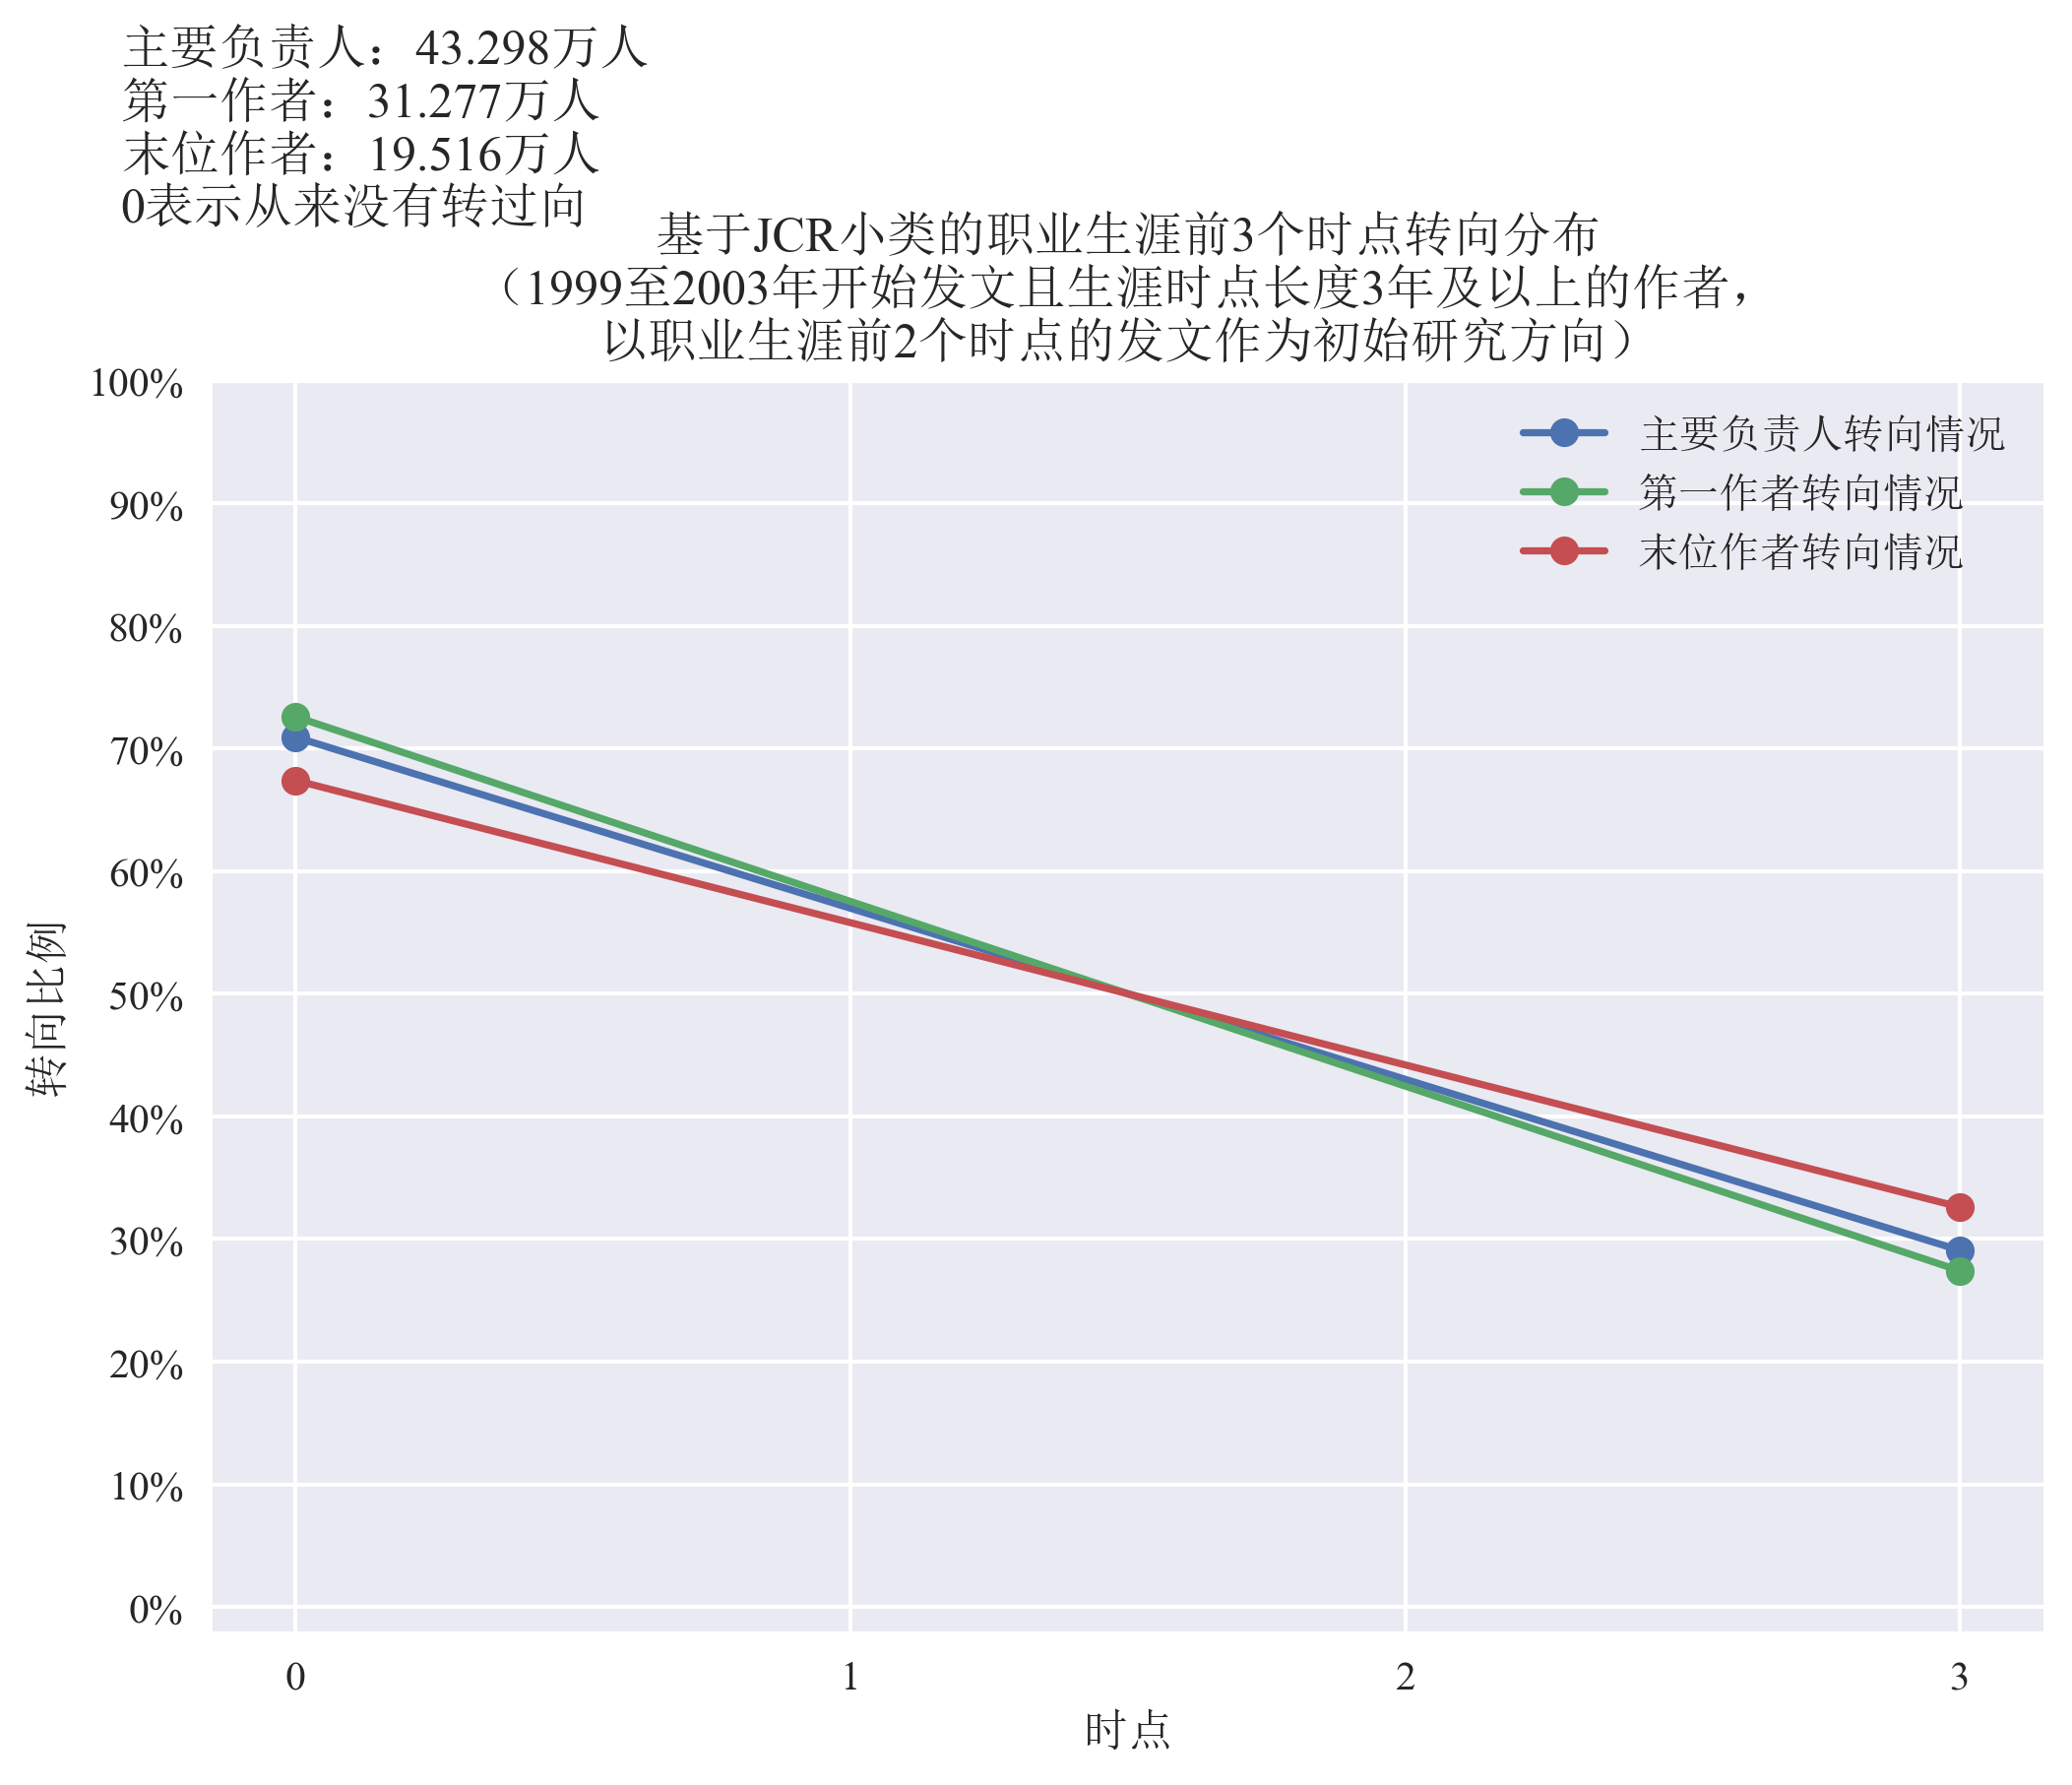 主要负责人：43.298万人
第一作者：31.277万人
末位作者：19.516万人
0表示从来没有转过向
基于JCR小类的职业生涯前3个时点转向分布
（1999至2003年开始发文且生涯时点长度3年及以上的作者，
以职业生涯前2个时点的发文作为初始研究方向）
主要负责人转向情况
第一作者转向情况
末位作者转向情况
转向比例
100%
90%
80%
70%
60%
50%
40%
30%
20%
10%
0%
0
1
2
3
时点